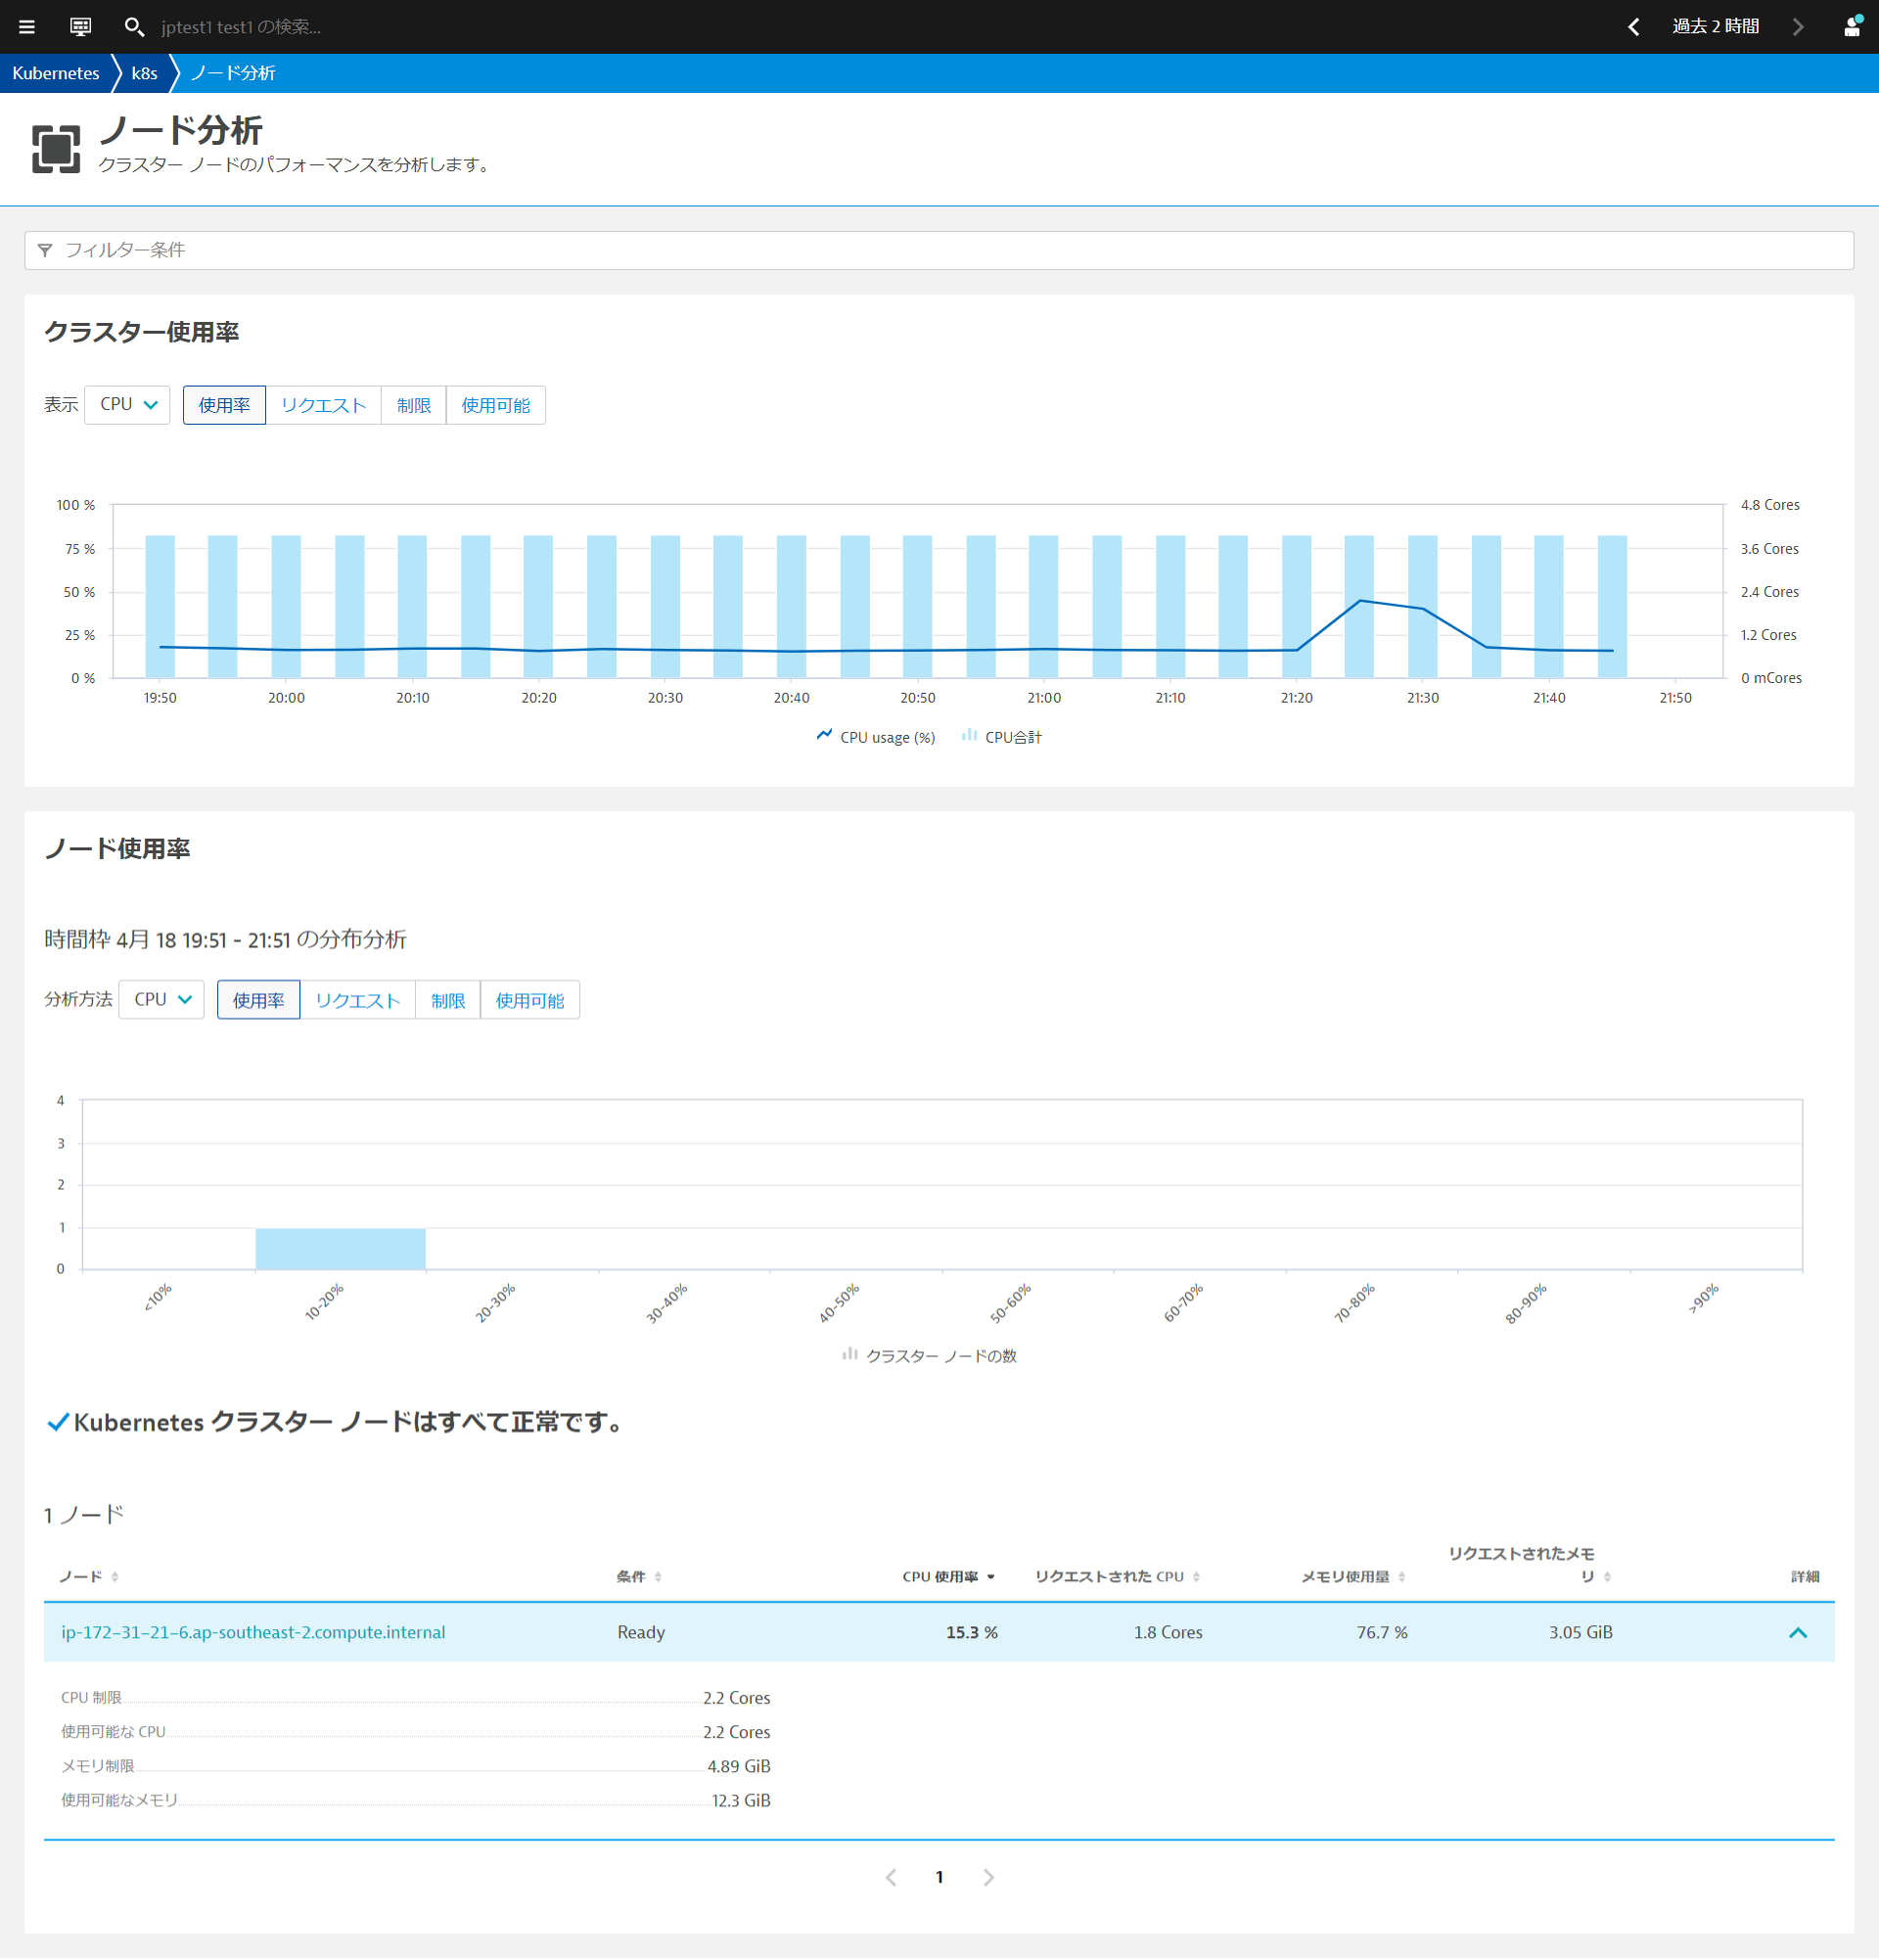 jptest1 test1 の検索...
過去 2 時間
Kubernetes
k8s
ノード分析
ノード分析
クラスター ノードのパフォーマンスを分析します。
フィルター条件
クラスター使用率
表示 CPU 使用率 リクエスト 制限 使用可能
100 % 4.8 Cores
75 % 3.6 Cores
50 % 2.4 Cores
25 % 1.2 Cores
0 % 0 mCores
19:50 20:00 20:10 20:20 20:30 20:40 20:50 21:00 21:10 21:20 21:30 21:40 21:50
CPU usage (%) CPU合計
ノード使用率
時間枠 4月 18 19:51 - 21:51 の分布分析
分析方法 CPU 使用率 リクエスト 制限 使用可能
4
3
2
1
0
<10% 10-20% 20-30% 30-40% 40-50% 50-60% 60-70% 70-80% 80-90% >90%
クラスター ノードの数
Kubernetes クラスター ノードはすべて正常です。
1 ノード
ノード 条件 CPU 使用率 リクエストされた CPU メモリ使用量 リクエストされたメモリ 詳細
ip-172-31-21-6.ap-southeast-2.compute.internal Ready 15.3 % 1.8 Cores 76.7 % 3.05 GiB
CPU 制限 2.2 Cores
使用可能な CPU 2.2 Cores
メモリ制限 4.89 GiB
使用可能なメモリ 12.3 GiB
1